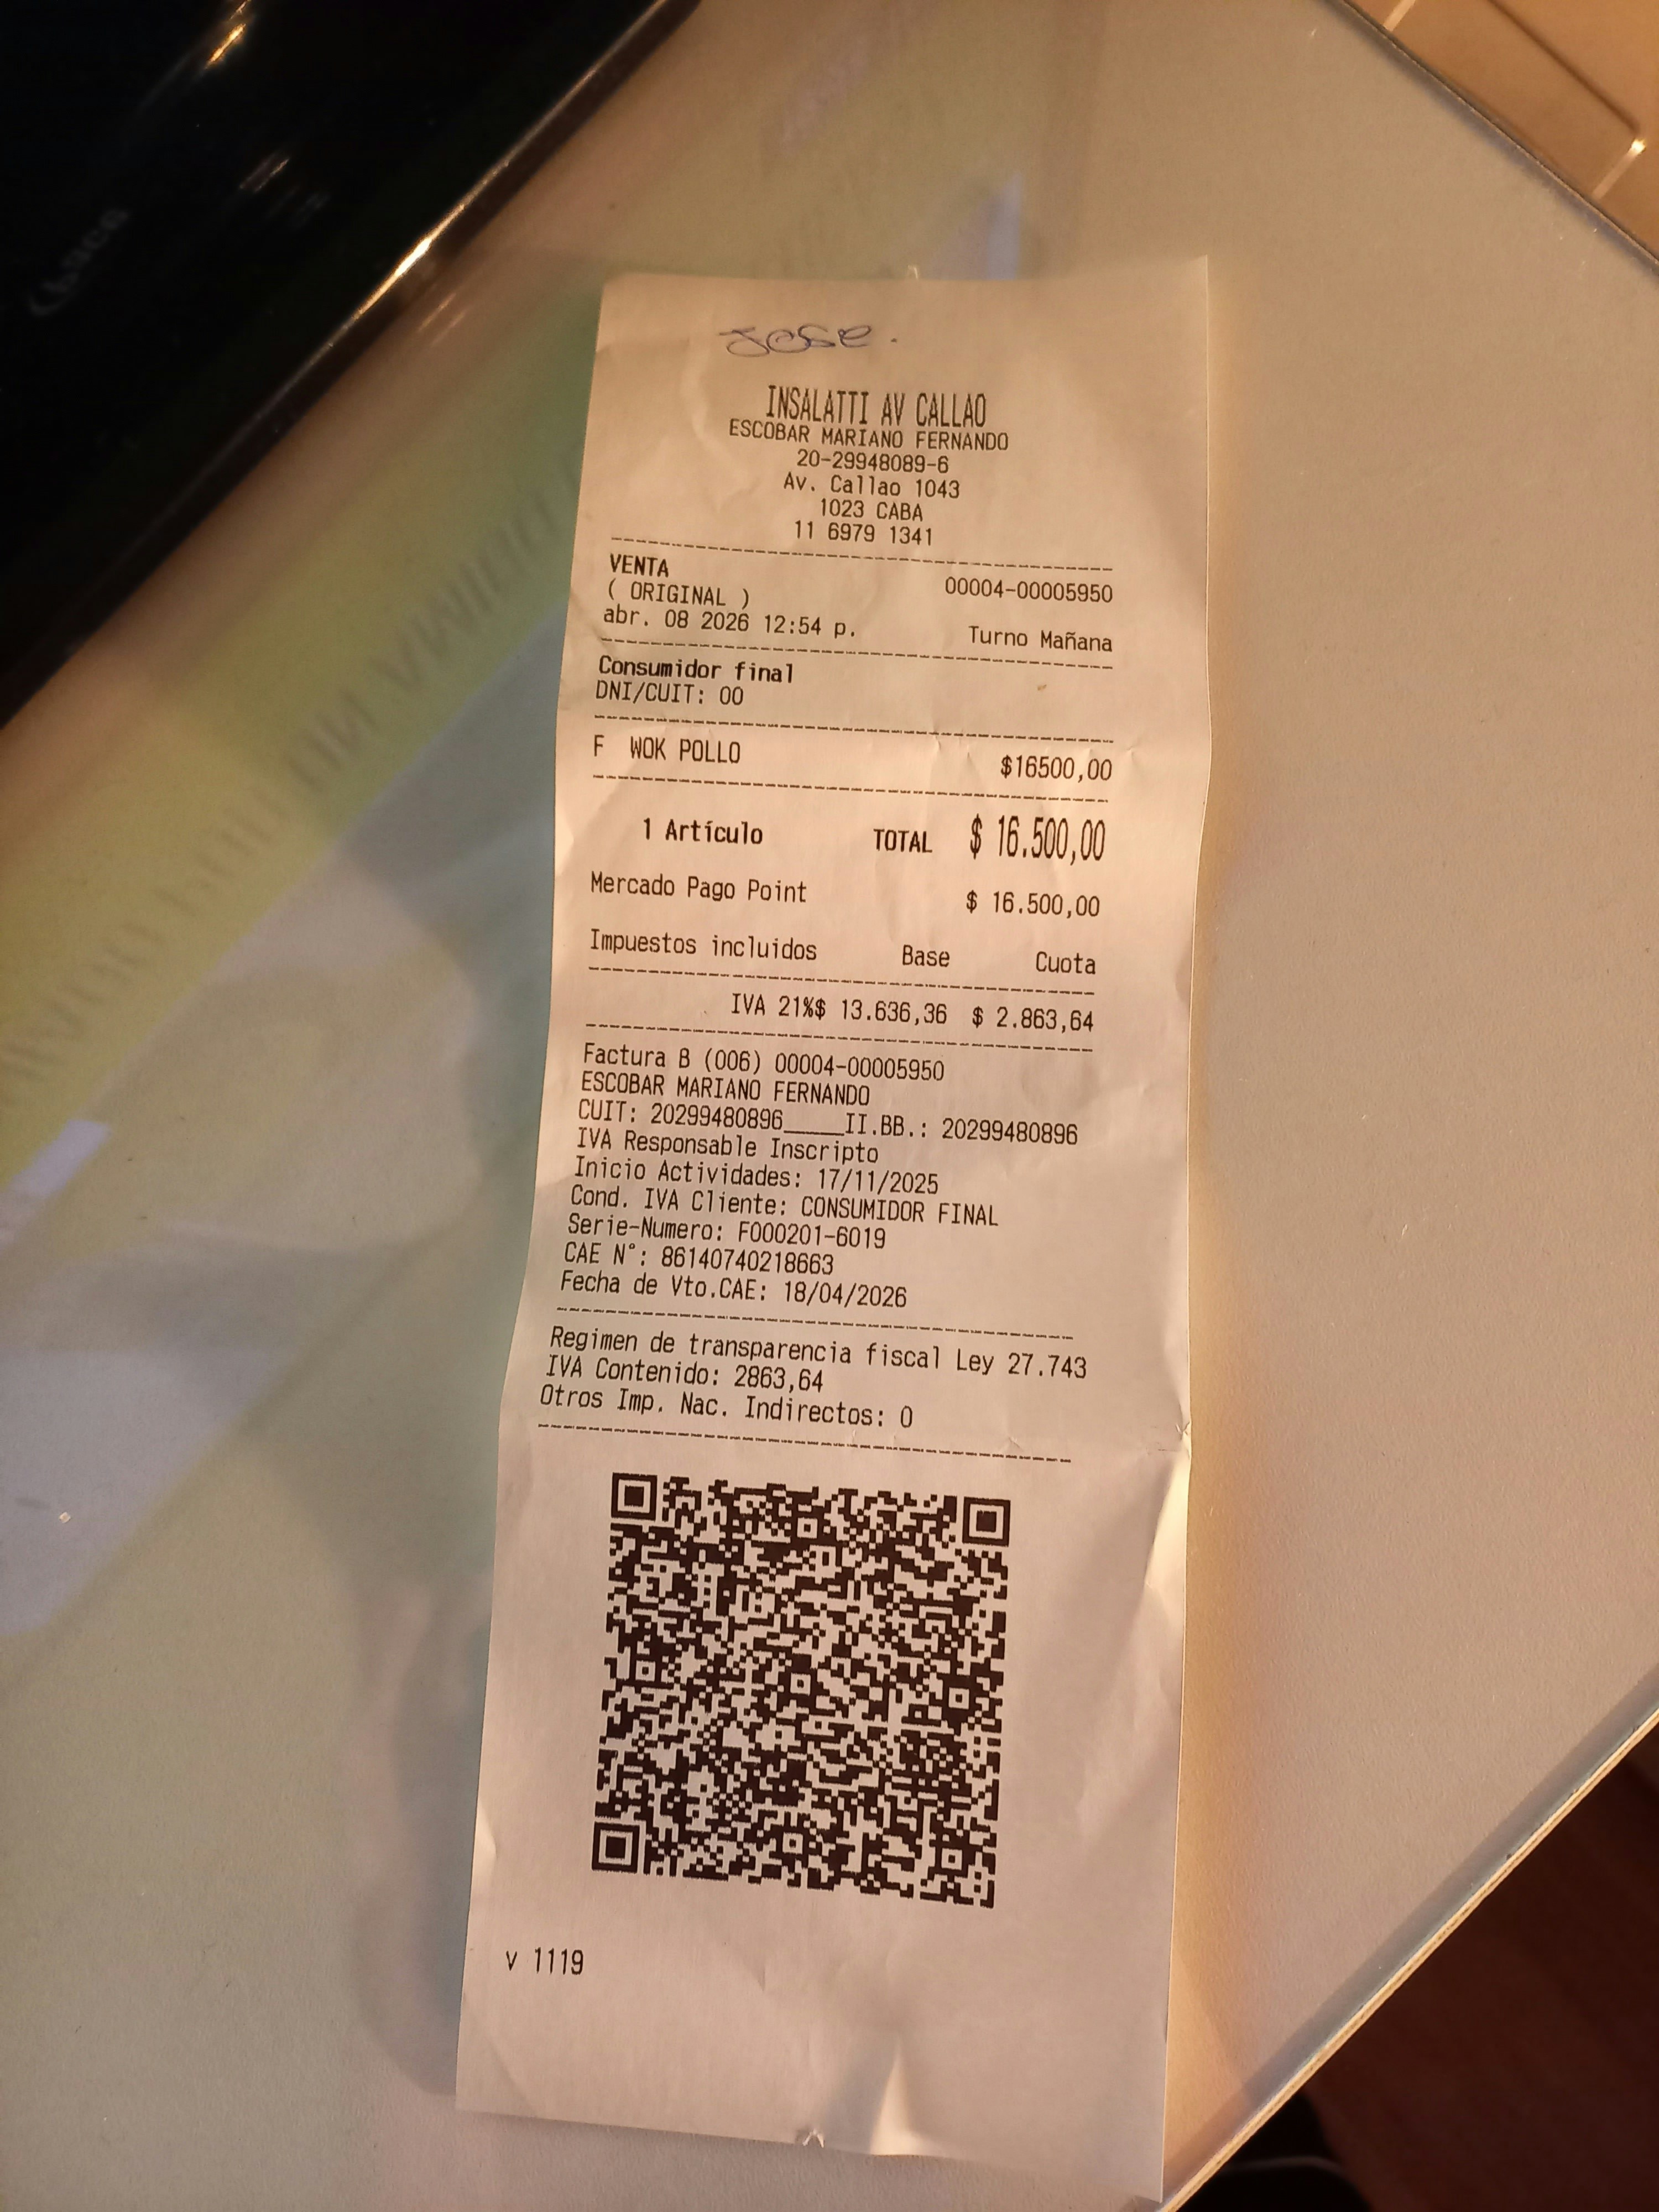 Jose.
INSALATTI AV CALLAO
ESCOBAR MARIANO FERNANDO
20-29948089-6
Av. Callao 1043
1023 CABA
11 6979 1341
VENTA 00004-00005950
( ORIGINAL )
abr. 08 2026 12:54 p. Turno Mañana
Consumidor final
DNI/CUIT: 00
F WOK POLLO $16500,00
1 Artículo TOTAL $ 16.500,00
Mercado Pago Point $ 16.500,00
Impuestos incluidos Base Cuota
IVA 21%$ 13.636,36 $ 2.863,64
Factura B (006) 00004-00005950
ESCOBAR MARIANO FERNANDO
CUIT: 20299480896_____II.BB.: 20299480896
IVA Responsable Inscripto
Inicio Actividades: 17/11/2025
Cond. IVA Cliente: CONSUMIDOR FINAL
Serie-Numero: F000201-6019
CAE N°: 86140740218663
Fecha de Vto.CAE: 18/04/2026
Regimen de transparencia fiscal Ley 27.743
IVA Contenido: 2863,64
Otros Imp. Nac. Indirectos: 0
v 1119